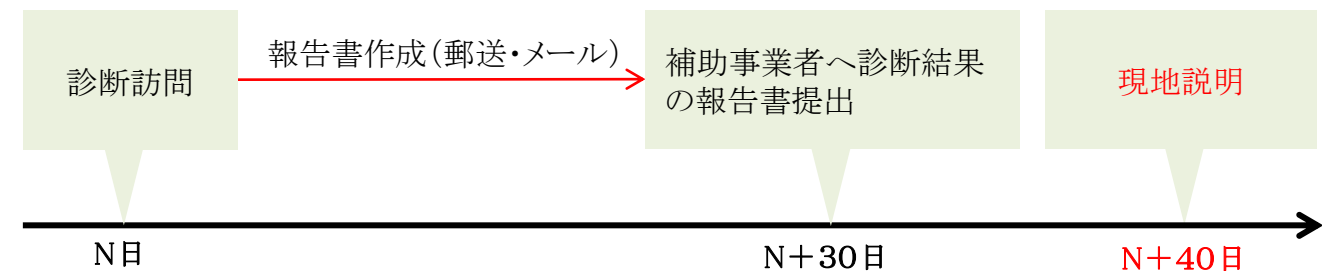 診断訪問
報告書作成（郵送・メール）
補助事業者へ診断結果
の報告書提出
現地説明
N日
N＋30日
N＋40日